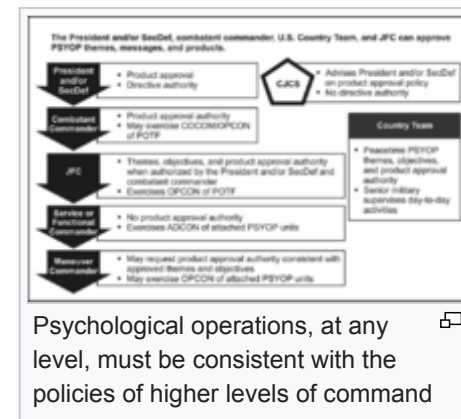 The President and/or SecDef, combatant commander, U.S. Country Team, and JFC can approve
PSYOP themes, messages, and products.
President
and/or
SecDef
• Product approval
• Directive authority
CJCS
• Advises President and/or SecDef
on product approval policy
• No directive authority
Combatant
Commander
• Product approval authority
• May exercise COCOM/OPCON
of POTF
Country Team
• Peacetime PSYOP
themes, objectives,
and product approval
authority
• Senior military
supervises day-to-day
activities
JFC
• Themes, objectives, and product approval authority
when authorized by the President and/or SecDef and
combatant commander
• Exercises OPCON of POTF
Service or
Functional
Commander
• No product approval authority
• Exercises ADCON of attached PSYOP units
Maneuver
Commander
• May request product approval authority consistent with
approved themes and objectives
• May exercise OPCON of attached PSYOP units
Psychological operations, at any
level, must be consistent with the
policies of higher levels of command